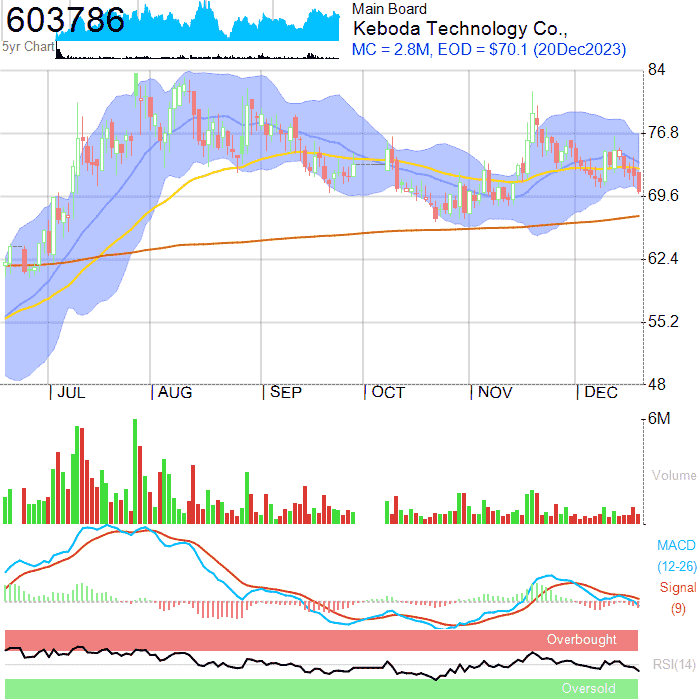 603786
Main Board
Keboda Technology Co.,
5yr Chart
MC = 2.8M, EOD = $70.1 (20Dec2023)
84
76.8
69.6
62.4
55.2
48
JUL AUG SEP OCT NOV DEC
6M
Volume
MACD
(12-26)
Signal
(9)
Overbought
RSI(14)
Oversold